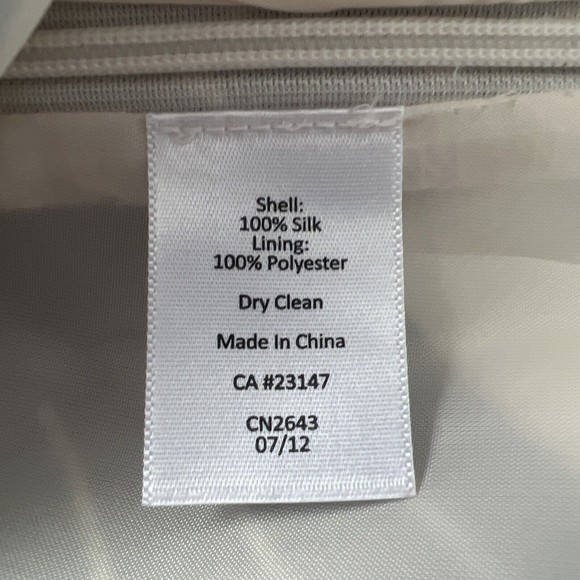 Shell:
100% Silk
Lining:
100% Polyester
Dry Clean
Made In China
CA #23147
CN2643
07/12